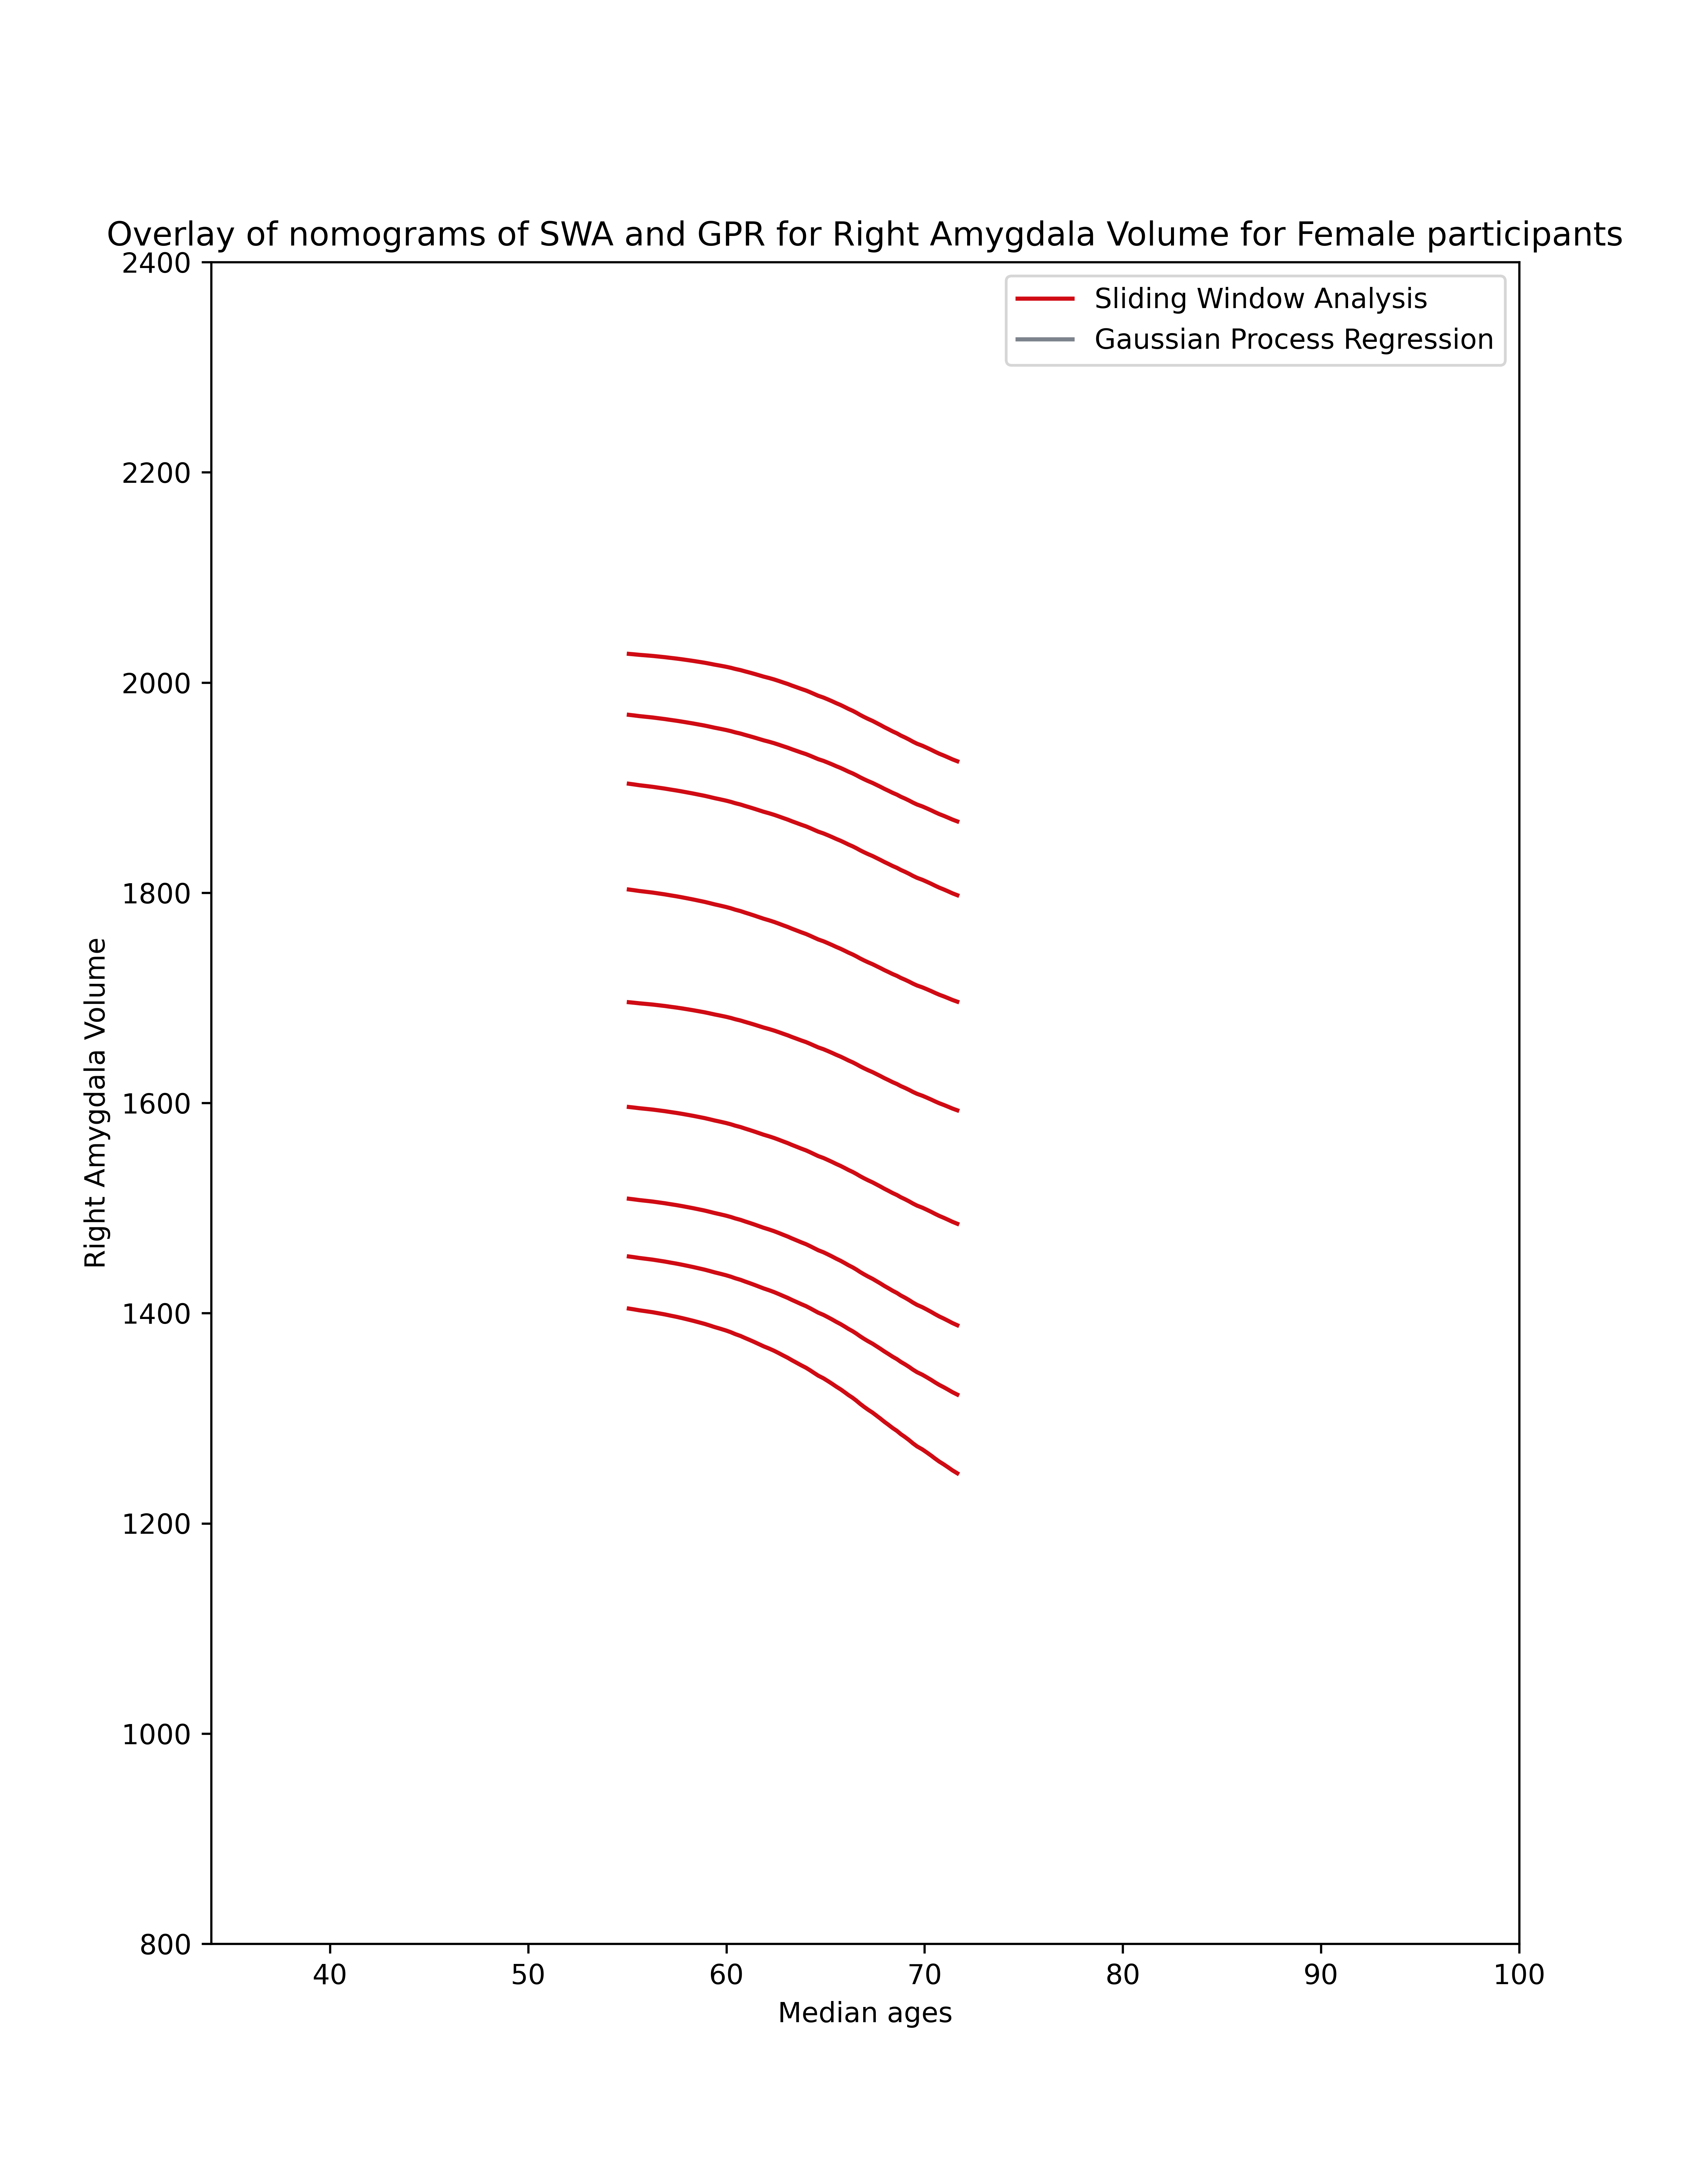 Overlay of nomograms of SWA and GPR for Right Amygdala Volume for Female participants
Sliding Window Analysis
Gaussian Process Regression
2400
2200
2000
1800
1600
1400
1200
1000
800
Right Amygdala Volume
40 50 60 70 80 90 100
Median ages